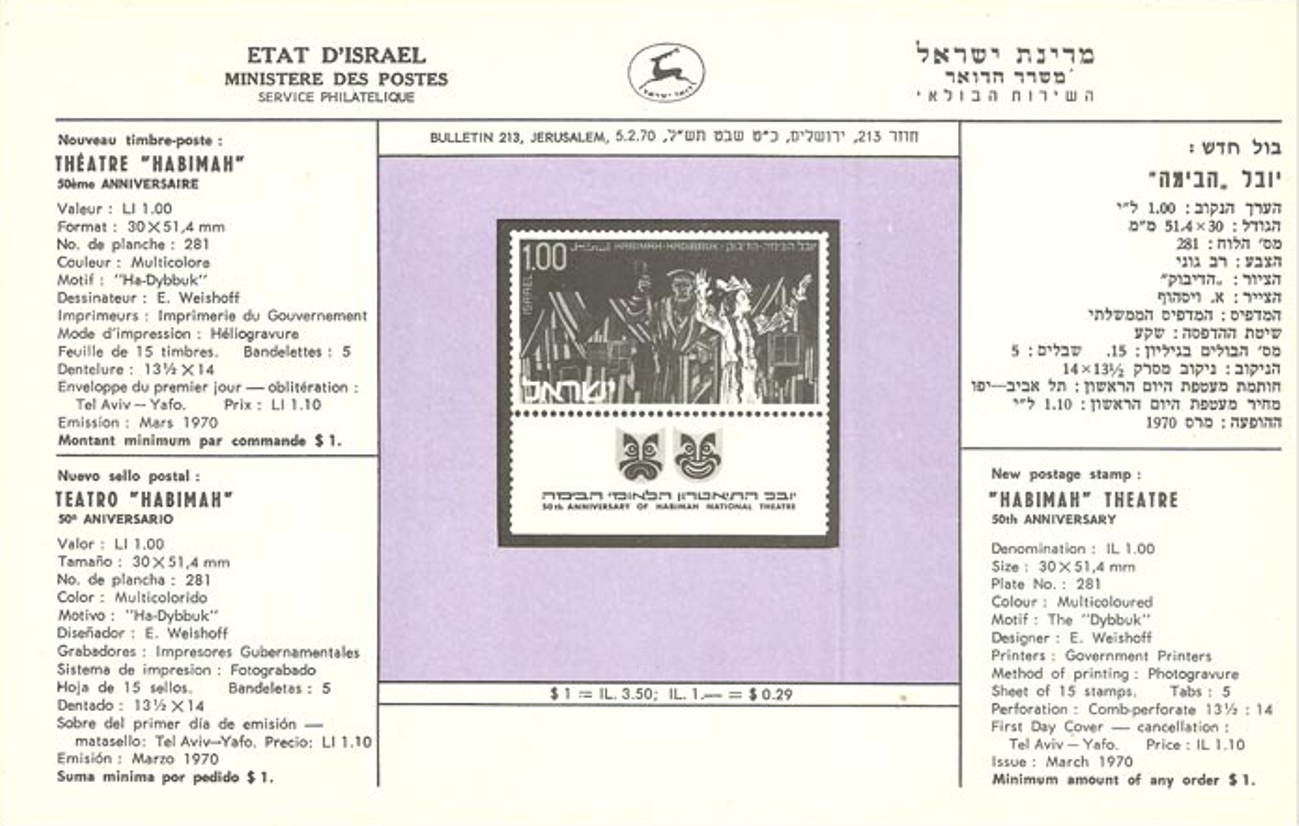 ETAT D'ISRAEL
MINISTERE DES POSTES
SERVICE PHILATELIQUE
מדינת ישראל
משרד הדואר
השירות הבולאי
Nouveau timbre-poste :
THÉATRE "HABIMAH"
50ème ANNIVERSAIRE
Valeur : LI 1.00
Format : 30×51,4 mm
No. de planche : 281
Couleur : Multicolore
Motif : "Ha-Dybbuk"
Dessinateur : E. Weishoff
Imprimeurs : Imprimerie du Gouvernement
Mode d'impression : Héliogravure
Feuille de 15 timbres. Bandelettes : 5
Dentelure : 13½ × 14
Enveloppe du premier jour — oblitération :
Tel Aviv – Yafo. Prix : LI 1.10
Emission : Mars 1970
Montant minimum par commande $ 1.
Nuevo sello postal :
TEATRO "HABIMAH"
50º ANIVERSARIO
Valor : LI 1.00
Tamaño : 30×51,4 mm
No. de plancha : 281
Color : Multicolorido
Motivo : "Ha-Dybbuk"
Diseñador : E. Weishoff
Grabadores : Impresores Gubernamentales
Sistema de impresion : Fotograbado
Hoja de 15 sellos. Bandeletas : 5
Dentado : 13½ × 14
Sobre del primer día de emisión —
matasello: Tel Aviv–Yafo. Precio: LI 1.10
Emisión : Marzo 1970
Suma minima por pedido $ 1.
BULLETIN 213, JERUSALEM, 5.2.70 חוזר 213, ירושלים, כ"ט שבט תש"ל,
1.00
HABIMAH·HADIBBUK יובל הבימה·הדיבוק
ISRAEL
ישראל
יובל התיאטרון הלאומי הבימה
50th ANNIVERSARY OF HABIMAH NATIONAL THEATRE
$ 1 = IL. 3.50; IL. 1.— = $ 0.29
בול חדש :
יובל „הבימה"
הערך הנקוב : 1.00 ל"י
הגודל : 30×51.4 מ"מ
מס' הלוח : 281
הצבע : רב גוני
הציור : „הדיבוק"
הצייר : א. ויסהוף
המדפיס : המדפיס הממשלתי
שיטת ההדפסה : שקע
מס' הבולים בגיליון : 15. שבלים : 5
הניקוב : ניקוב מסרק 13½×14
חותמת מעטפת היום הראשון : תל אביב—יפו
מחיר מעטפת היום הראשון : 1.10 ל"י
ההופעה : מרס 1970
New postage stamp :
"HABIMAH" THEATRE
50th ANNIVERSARY
Denomination : IL 1.00
Size : 30×51,4 mm
Plate No. : 281
Colour : Multicoloured
Motif : The "Dybbuk"
Designer : E. Weishoff
Printers : Government Printers
Method of printing : Photogravure
Sheet of 15 stamps. Tabs : 5
Perforation : Comb-perforate 13½ : 14
First Day Cover — cancellation :
Tel Aviv – Yafo. Price : IL 1.10
Issue : March 1970
Minimum amount of any order $ 1.